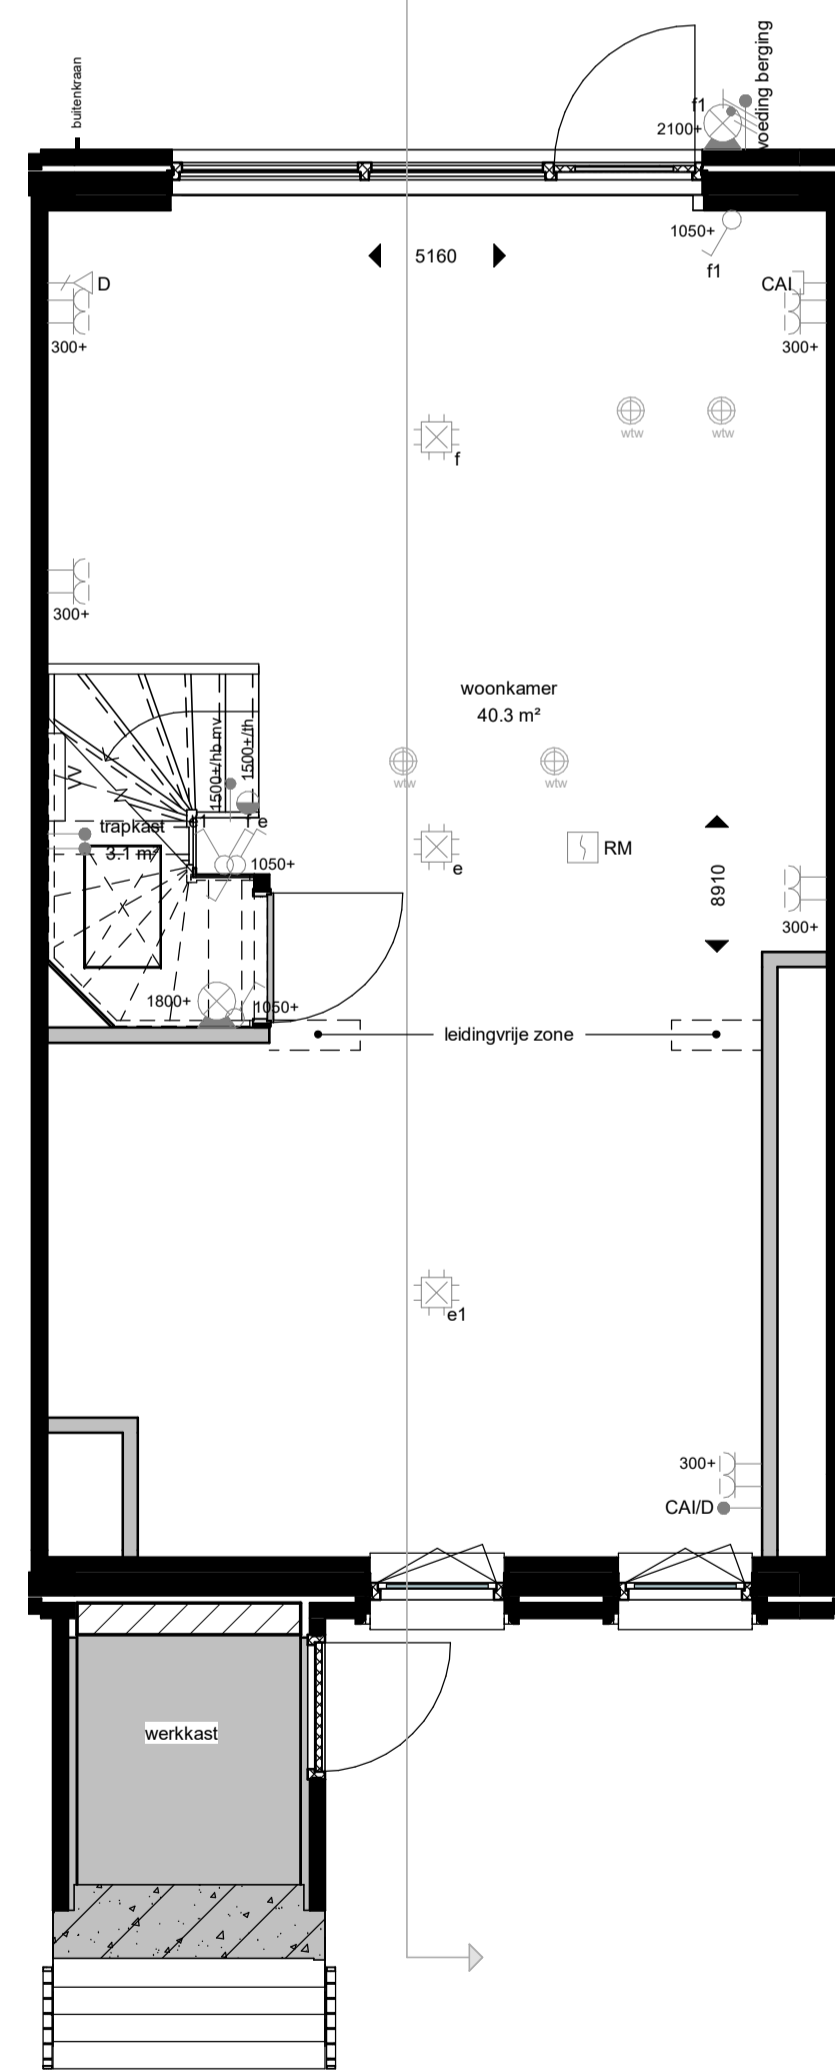 buitenkraan
voeding berging
f1
2100+
1050+
f1
5160
D
300+
CAI
300+
wtw
wtw
f
300+
woonkamer
40.3 m²
1500+/hb mv
1500+/th
wtw
wtw
W
trapkast
3.1 m²
e1
f e
1050+
e
RM
8910
300+
1800+
1050+
leidingvrije zone
e1
300+
CAI/D
werkkast